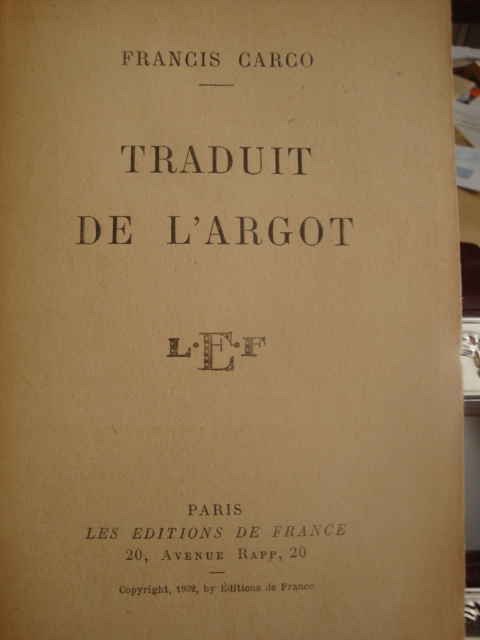 FRANCIS CARCO
TRADUIT
DE L'ARGOT
L·E·F
PARIS
LES EDITIONS DE FRANCE
20, AVENUE RAPP, 20
Copyright, 1932, by Éditions de France.